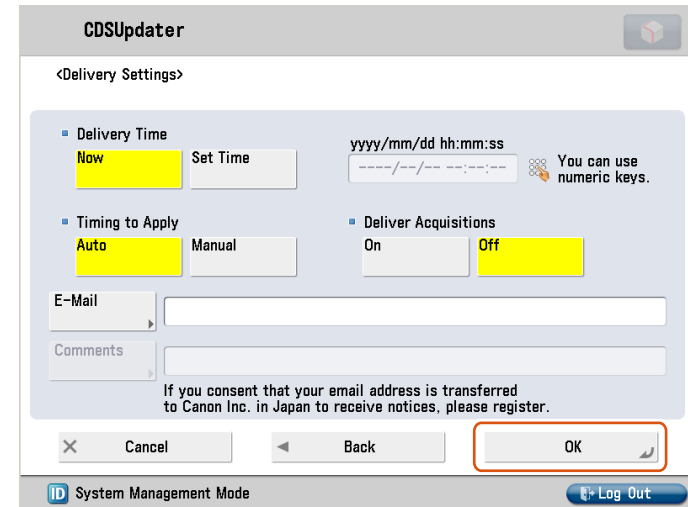 CDSUpdater
<Delivery Settings>
Delivery Time
Now
Set Time
yyyy/mm/dd hh:mm:ss
----/--/-- --:--:--
You can use
numeric keys.
Timing to Apply
Auto
Manual
Deliver Acquisitions
On
Off
E-Mail
Comments
If you consent that your email address is transferred
to Canon Inc. in Japan to receive notices, please register.
Cancel
Back
OK
ID System Management Mode
Log Out